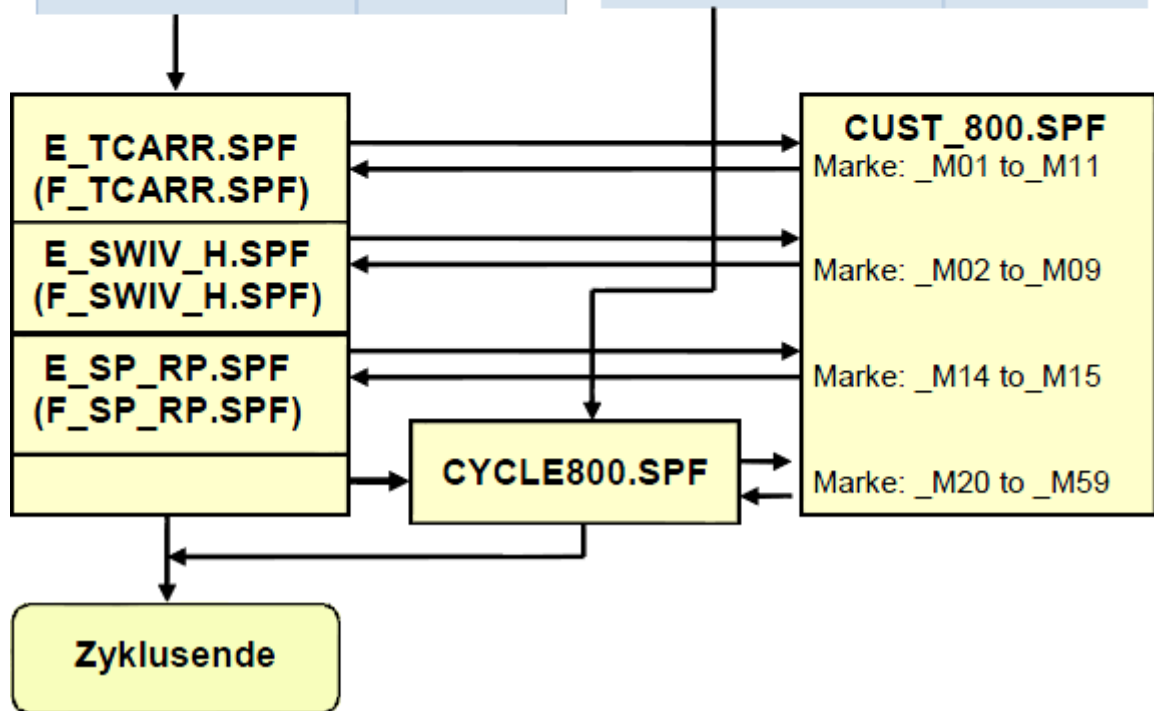 E_TCARR.SPF
(F_TCARR.SPF)
E_SWIV_H.SPF
(F_SWIV_H.SPF)
E_SP_RP.SPF
(F_SP_RP.SPF)
CUST_800.SPF
Marke: _M01 to_M11
Marke: _M02 to_M09
Marke: _M14 to_M15
Marke: _M20 to _M59
CYCLE800.SPF
Zyklusende